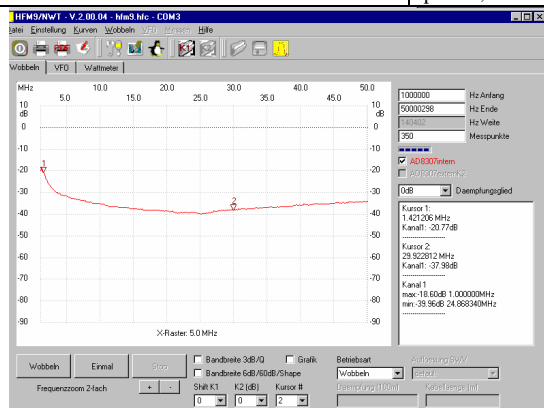 HFM9/NWT - V.2.00.04 - hfm9.hfc - COM3
Datei Einstellung Kurven Wobbeln VFO Messen Hilfe
Wobbeln VFO Wattmeter
MHz 10.0 20.0 30.0 40.0 50.0
5.0 15.0 25.0 35.0 45.0
10 10
dB dB
0 0
-10 -10
-20 -20
-30 -30
-40 -40
-50 -50
-60 -60
-70 -70
-80 -80
-90 -90
1
2
X-Raster: 5.0 MHz
1000000 Hz Anfang
50000298 Hz Ende
140402 Hz Weite
350 Messpunkte
AD8307intern
AD8307externK2
0dB Daempfungsglied
Kursor 1:
1.421206 MHz
Kanal1: -20.77dB
Kursor 2:
29.922812 MHz
Kanal1: -37.98dB
Kanal 1
max:-18.60dB 1.000000MHz
min:-39.96dB 24.868340MHz
Wobbeln Einmal Stop
Frequenzzoom 2-fach + -
Bandbreite 3dB/Q Grafik
Bandbreite 6dB/60dB/Shape
Shift K1 K2 (dB) Kursor #
0 0 2
Betriebsart Aufloesung SWV
Wobbeln default
Daempfung (100m) Kabellaenge (m)